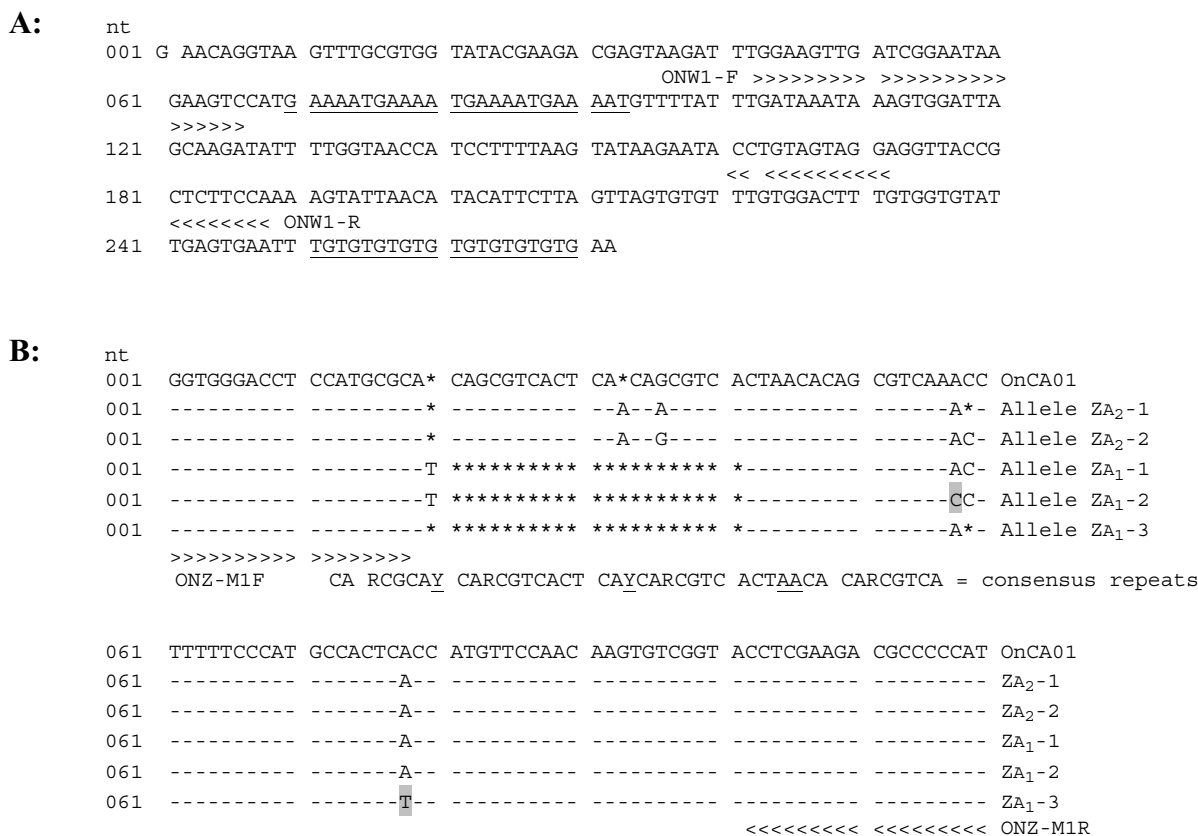 A:
nt
001 G AACAGGTAA GTTTGCGTGG TATACGAAGA CGAGTAAGAT TTGGAAGTTG ATCGGAATAA
ONW1-F >>>>>>>>> >>>>>>>>>>
061 GAAGTCCATG AAAATGAAAA TGAAAATGAA AATGTTTTAT TTGATAAATA AAGTGGATTA
>>>>>>
121 GCAAGATATT TTGGTAACCA TCCTTTTAAG TATAAGAATA CCTGTAGTAG GAGGTTACCG
<< <<<<<<<<<<
181 CTCTTCCAAA AGTATTAACA TACATTCTTA GTTAGTGTGT TTGTGGACTT TGTGGTGTAT
<<<<<<<< ONW1-R
241 TGAGTGAATT TGTGTGTGTG TGTGTGTGTG AA
B:
nt
001 GGTGGGACCT CCATGCGCA* CAGCGTCACT CA*CAGCGTC ACTAACACAG CGTCAAACC OnCA01
001 ---------- ---------* ---------- --A--A---- ---------- ------A*- Allele ZA2-1
001 ---------- ---------* ---------- --A--G---- ---------- ------AC- Allele ZA2-2
001 ---------- ---------T ********** ********** *--------- ------AC- Allele ZA1-1
001 ---------- ---------T ********** ********** *--------- ------CC- Allele ZA1-2
001 ---------- ---------* ********** ********** *--------- ------A*- Allele ZA1-3
>>>>>>>>>> >>>>>>>>
ONZ-M1F CA RCGCAY CARCGTCACT CAYCARCGTC ACTAACA CARCGTCA = consensus repeats
061 TTTTTCCCAT GCCACTCACC ATGTTCCAAC AAGTGTCGGT ACCTCGAAGA CGCCCCCAT OnCA01
061 ---------- -------A-- ---------- ---------- ---------- --------- ZA2-1
061 ---------- -------A-- ---------- ---------- ---------- --------- ZA2-2
061 ---------- -------A-- ---------- ---------- ---------- --------- ZA1-1
061 ---------- -------A-- ---------- ---------- ---------- --------- ZA1-2
061 ---------- -------T-- ---------- ---------- ---------- --------- ZA1-3
<<<<<<<<< <<<<<<<<< ONZ-M1R